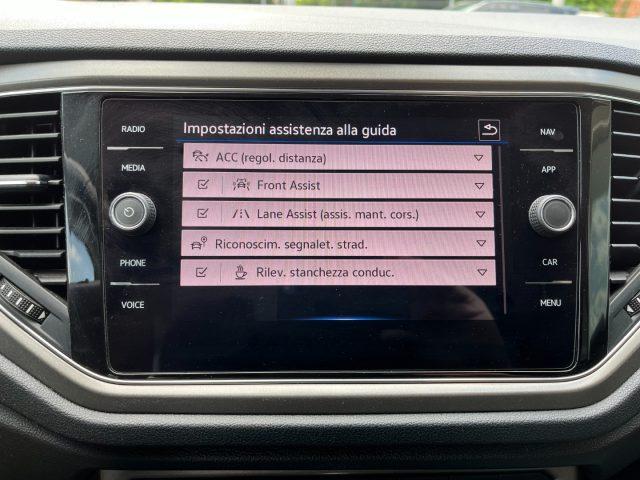 RADIO
MEDIA
PHONE
VOICE
Impostazioni assistenza alla guida
ACC (regol. distanza)
Front Assist
Lane Assist (assis. mant. cors.)
Riconoscim. segnalet. strad.
Rilev. stanchezza conduc.
NAV
APP
CAR
MENU